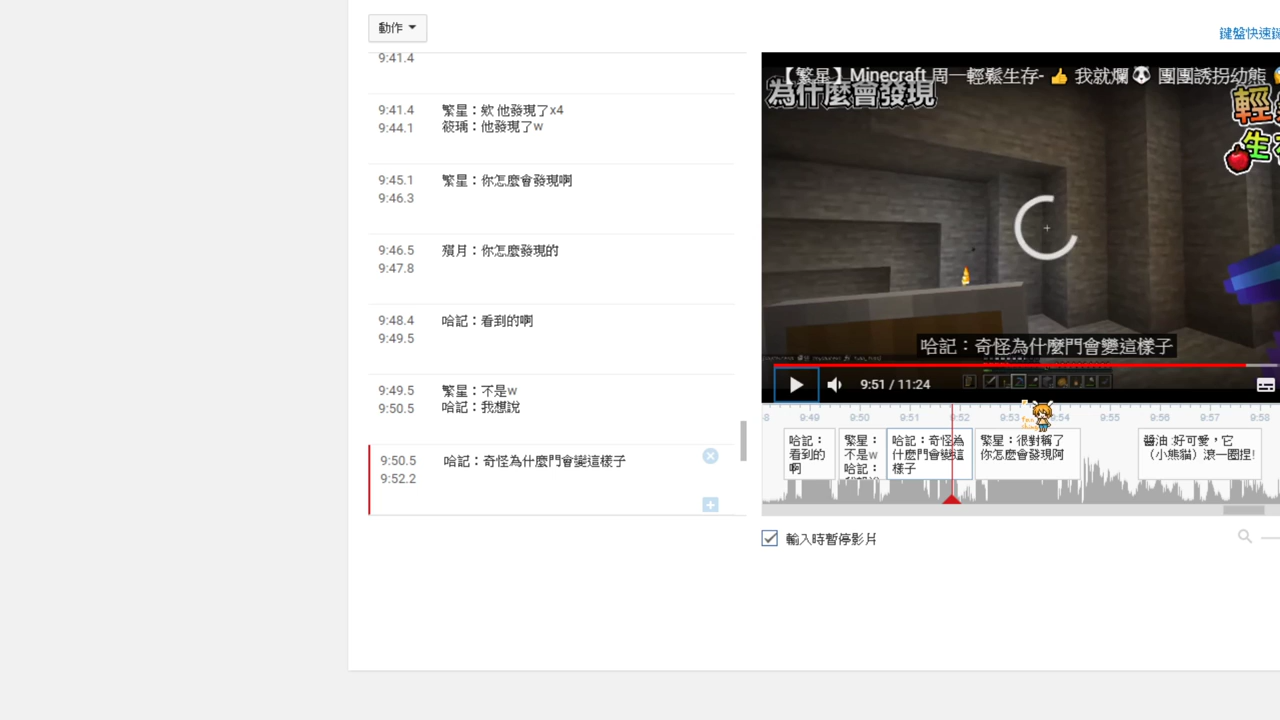 動作
鍵盤快速鍵
9:41.4
9:41.4
9:44.1
繁星：欸 他發現了x4
筱瑀：他發現了w
9:45.1
9:46.3
繁星：你怎麼會發現啊
9:46.5
9:47.8
殞月：你怎麼發現的
9:48.4
9:49.5
哈記：看到的啊
9:49.5
9:50.5
繁星：不是w
哈記：我想說
9:50.5
9:52.2
哈記：奇怪為什麼門會變這樣子
【繁星】Minecraft 周一輕鬆生存-👍 我就爛🐼 團團誘拐幼熊
為什麼會發現
輕
生
哈記：奇怪為什麼門會變這樣子
9:51 / 11:24
9:49 9:50 9:51 9:52 9:53 9:54 9:55 9:56 9:57 9:58
哈記：
看到的
啊
繁星：
不是w
哈記：
哈記：奇怪為
什麼門會變這
樣子
繁星：很對稱了
你怎麼會發現阿
醬油:好可愛，它
（小熊貓）滾一圈捏!
輸入時暫停影片